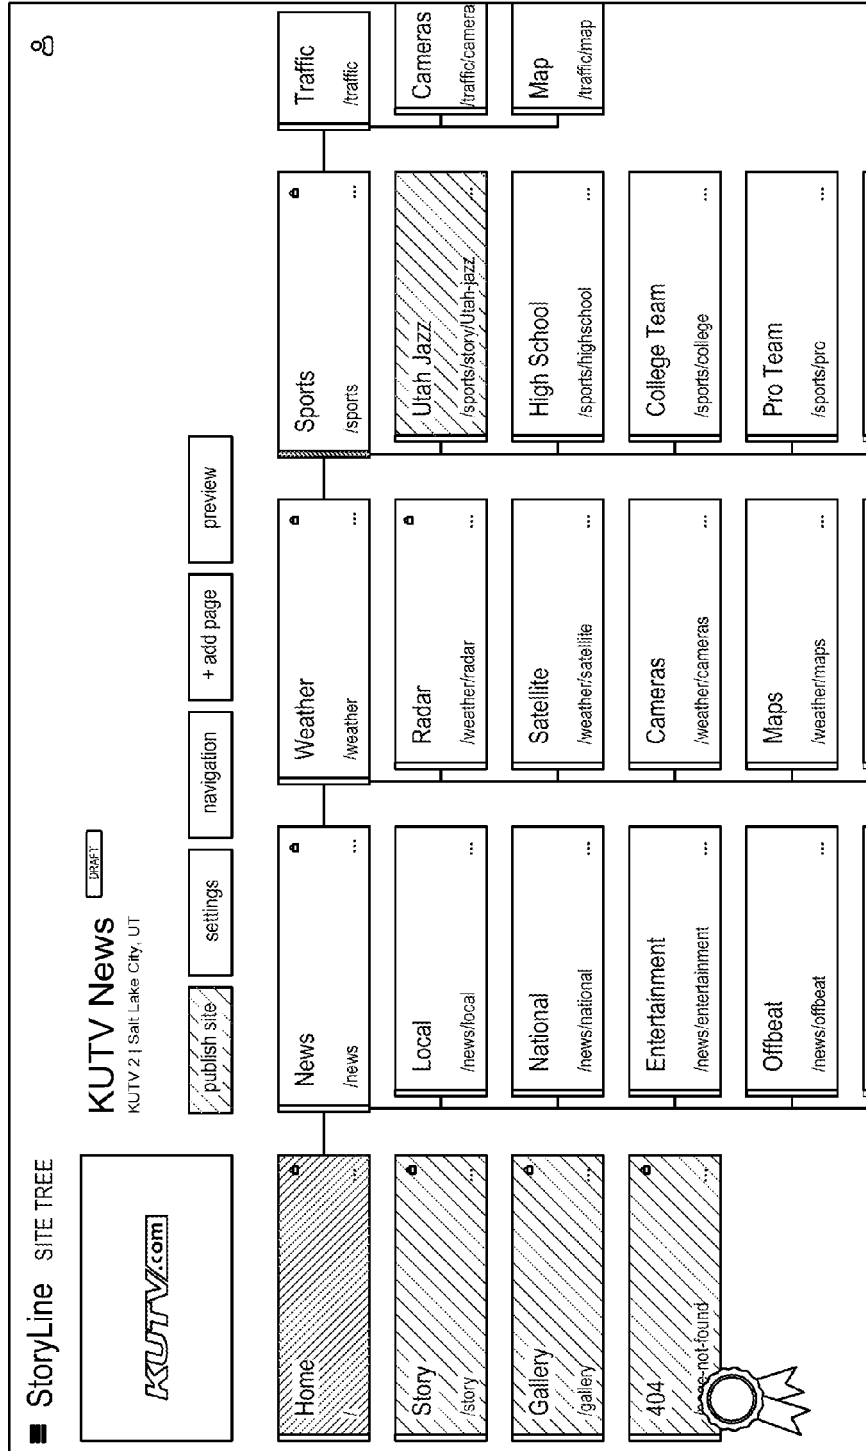 StoryLine SITE TREE
KUTV.com
KUTV News DRAFT
KUTV 2 | Salt Lake City, UT
publish site
settings
navigation
+ add page
preview
Home
/
Story
/story
Gallery
/gallery
404
-not-found
News
/news
Local
/news/local
National
/news/national
Entertainment
/news/entertainment
Offbeat
/news/offbeat
Weather
/weather
Radar
/weather/radar
Satellite
/weather/satellite
Cameras
/weather/cameras
Maps
/weather/maps
Sports
/sports
Utah Jazz
/sports/story/Utah-jazz
High School
/sports/highschool
College Team
/sports/college
Pro Team
/sports/pro
Traffic
/traffic
Cameras
/traffic/camera
Map
/traffic/map